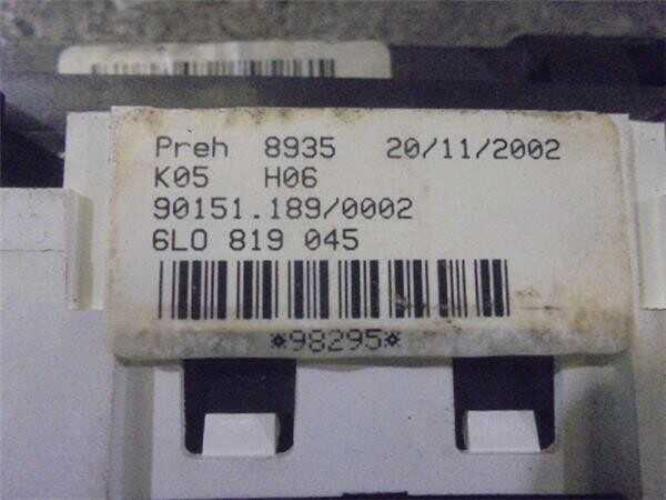 Preh 8935 20/11/2002
K05 H06
90151.189/0002
6L0 819 045
*98295*